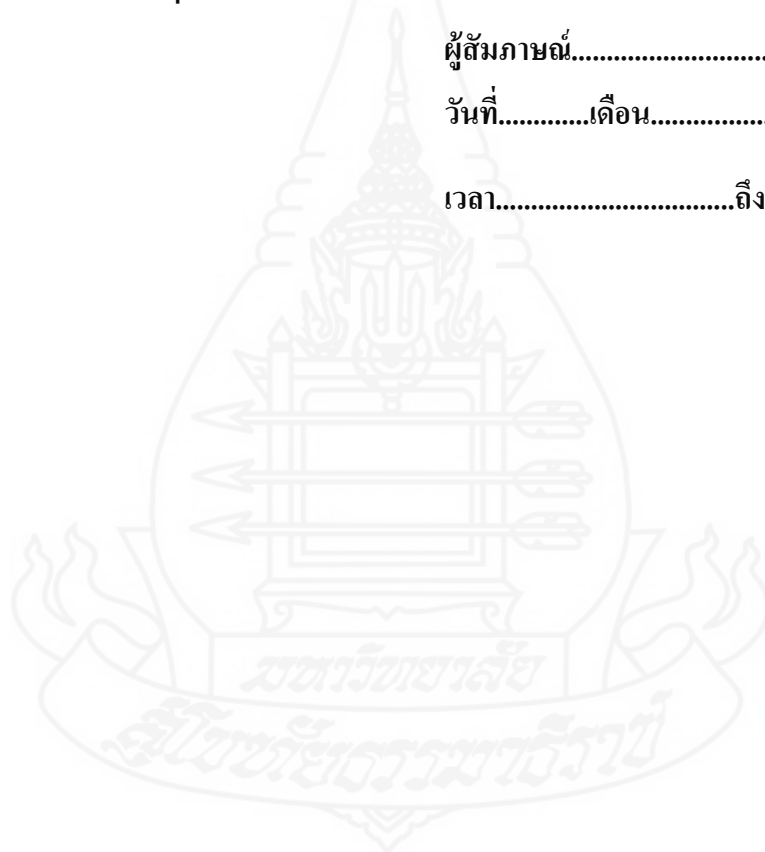 ผู้สัมภาษณ์............................
วันที่.............เดือน.................
เวลา..................................ถึง
มหาวิทยาลัย
สุโขทัยธรรมาธิราช